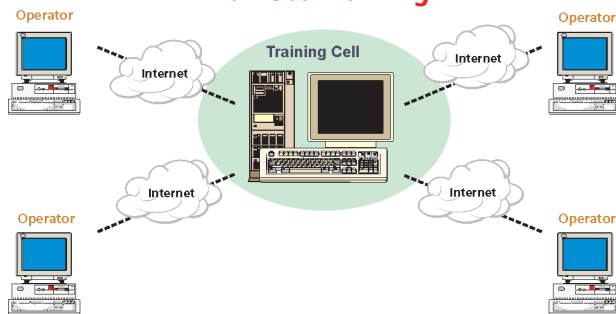 Operator
Operator
Training Cell
Internet
Internet
Internet
Internet
Operator
Operator